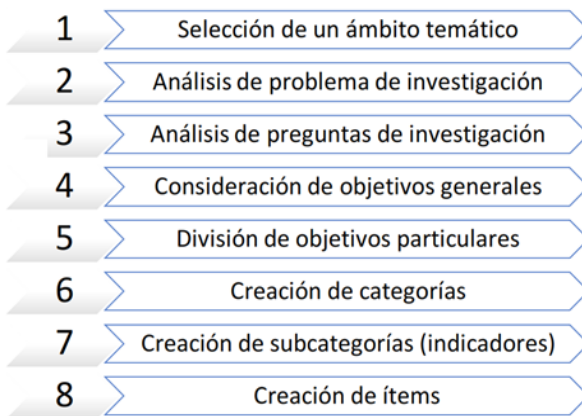 1 Selección de un ámbito temático
2 Análisis de problema de investigación
3 Análisis de preguntas de investigación
4 Consideración de objetivos generales
5 División de objetivos particulares
6 Creación de categorías
7 Creación de subcategorías (indicadores)
8 Creación de ítems